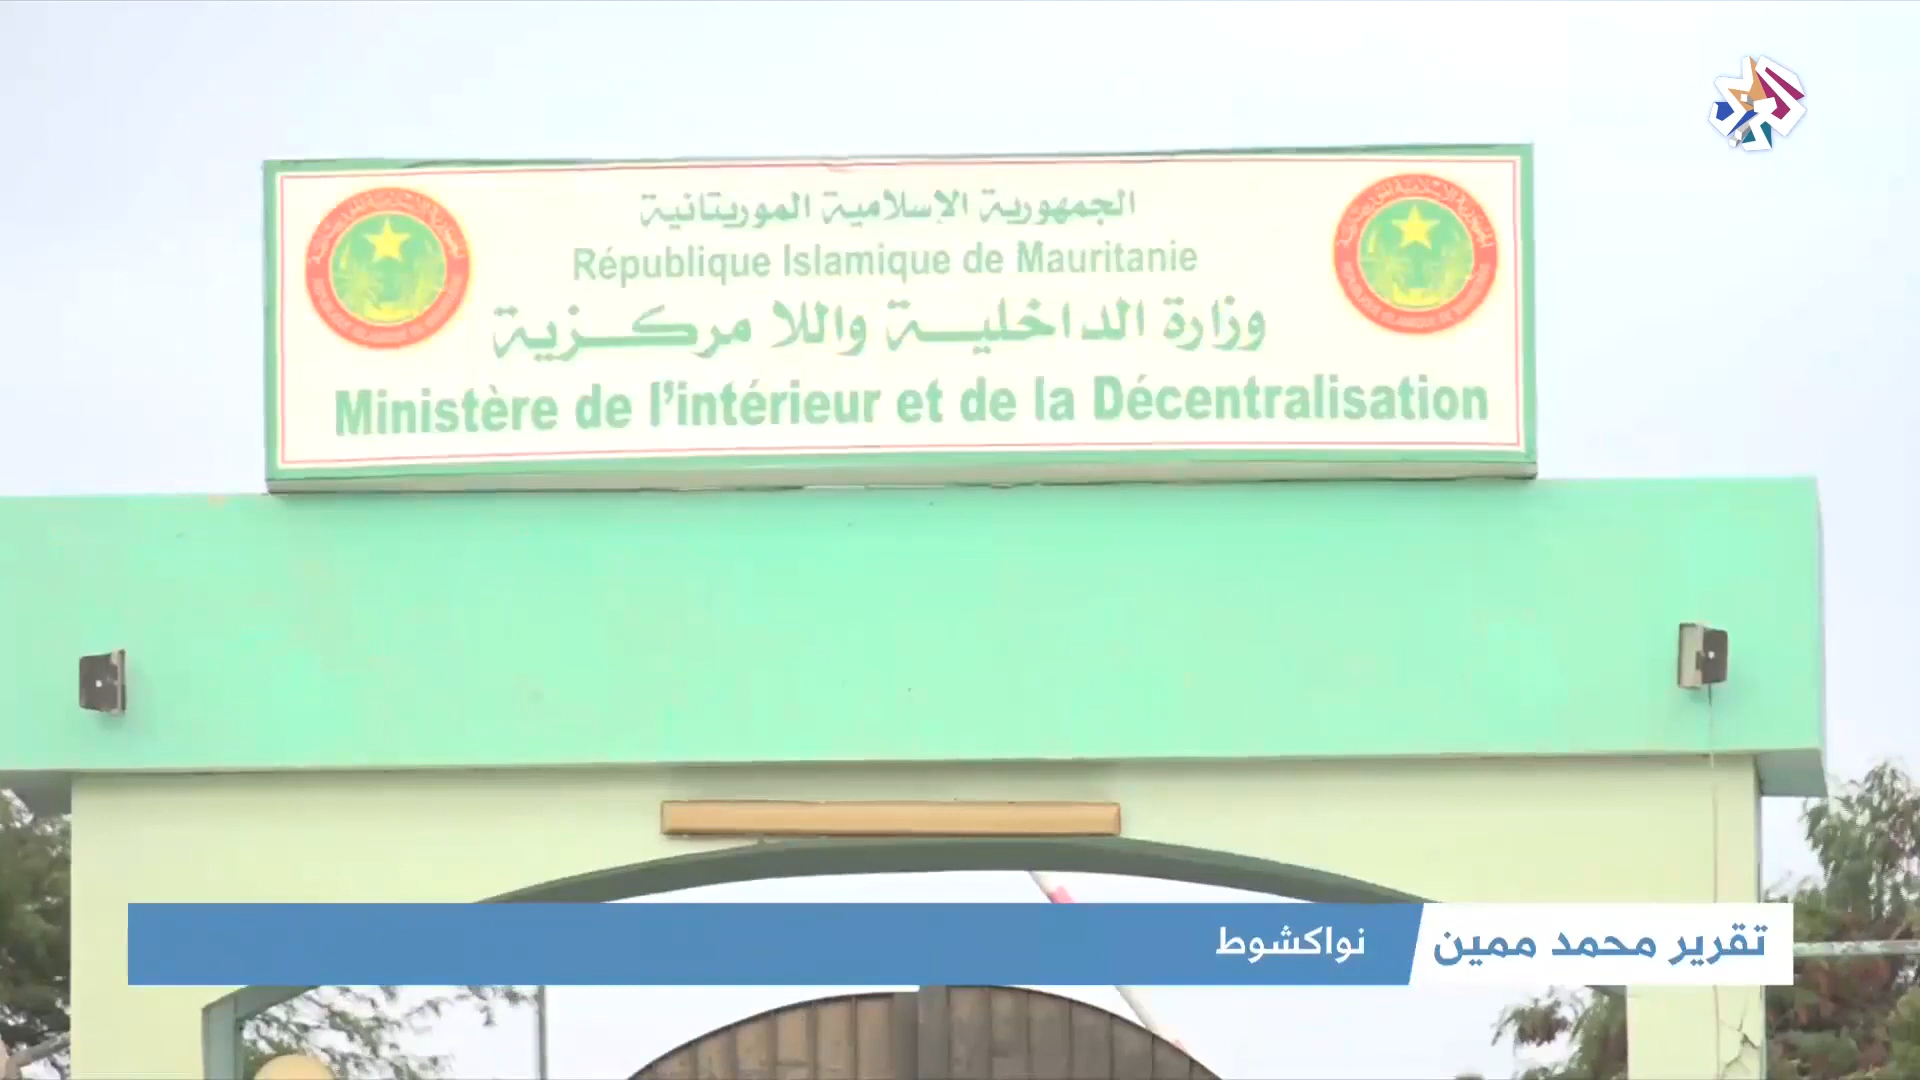 الجمهورية الإسلامية الموريتانية
République Islamique de Mauritanie
وزارة الداخلية واللا مركزية
Ministère de l'intérieur et de la Décentralisation
تقرير محمد ممين
نواكشوط